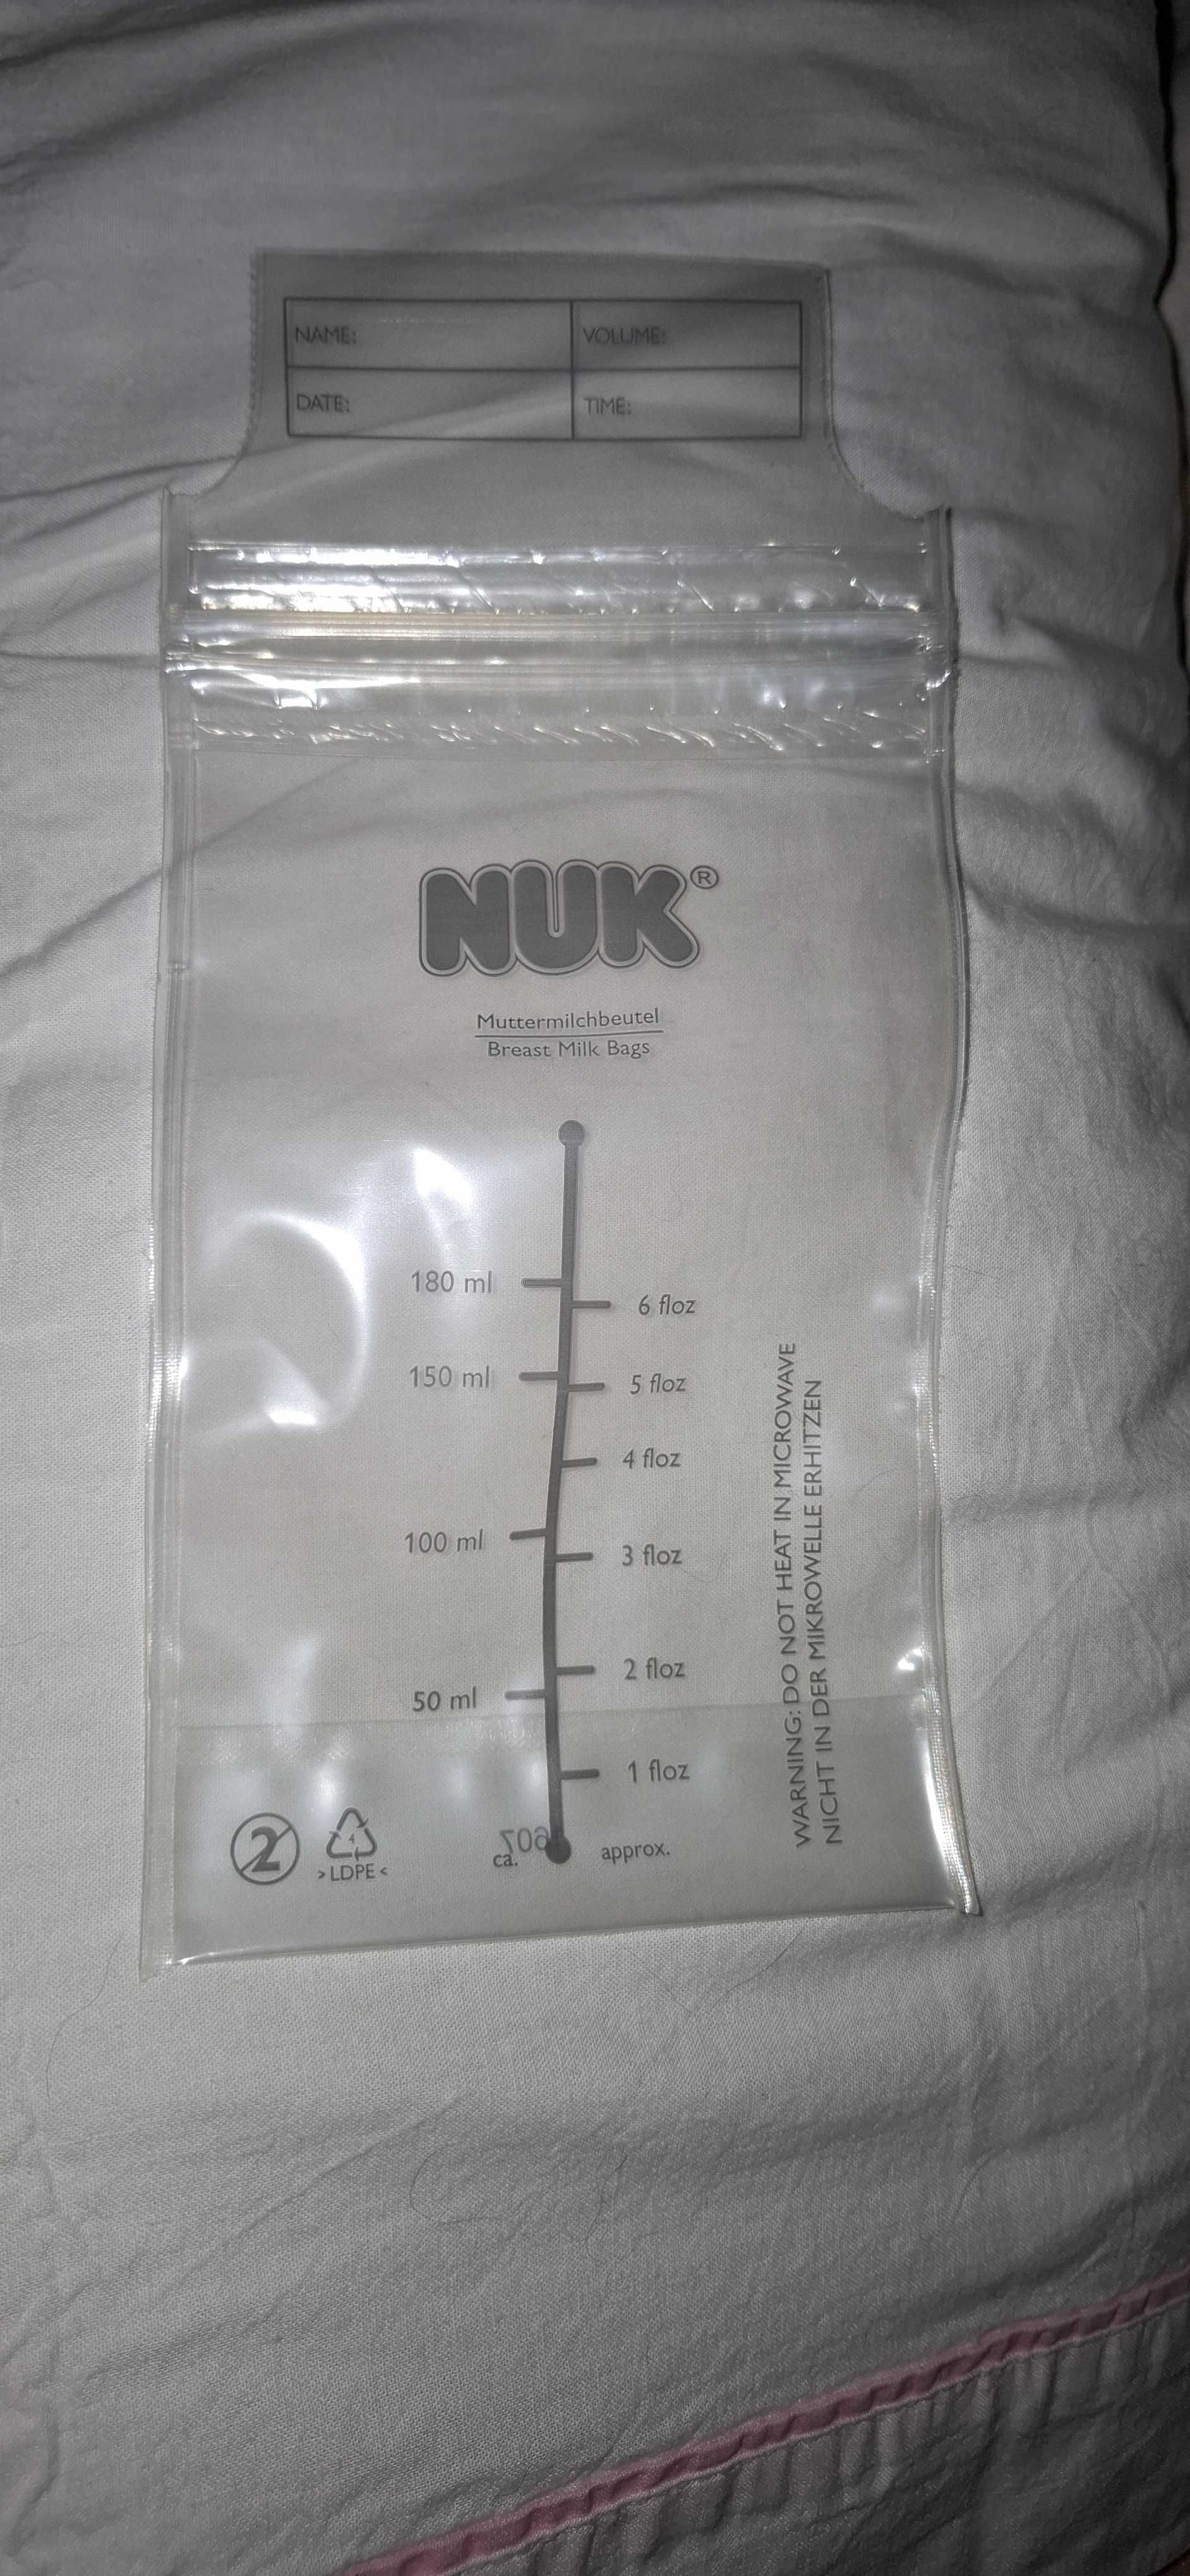 NAME: VOLUME:
DATE: TIME:
NUK®
Muttermilchbeutel
Breast Milk Bags
180 ml
6 floz
150 ml
5 floz
4 floz
100 ml
3 floz
2 floz
50 ml
1 floz
ca. approx.
2
4
>LDPE<
WARNING: DO NOT HEAT IN MICROWAVE
NICHT IN DER MIKROWELLE ERHITZEN